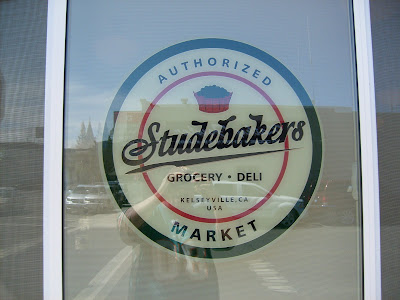 AUTHORIZED
Studebakers
GROCERY • DELI
KELSEYVILLE, CA
USA
MARKET